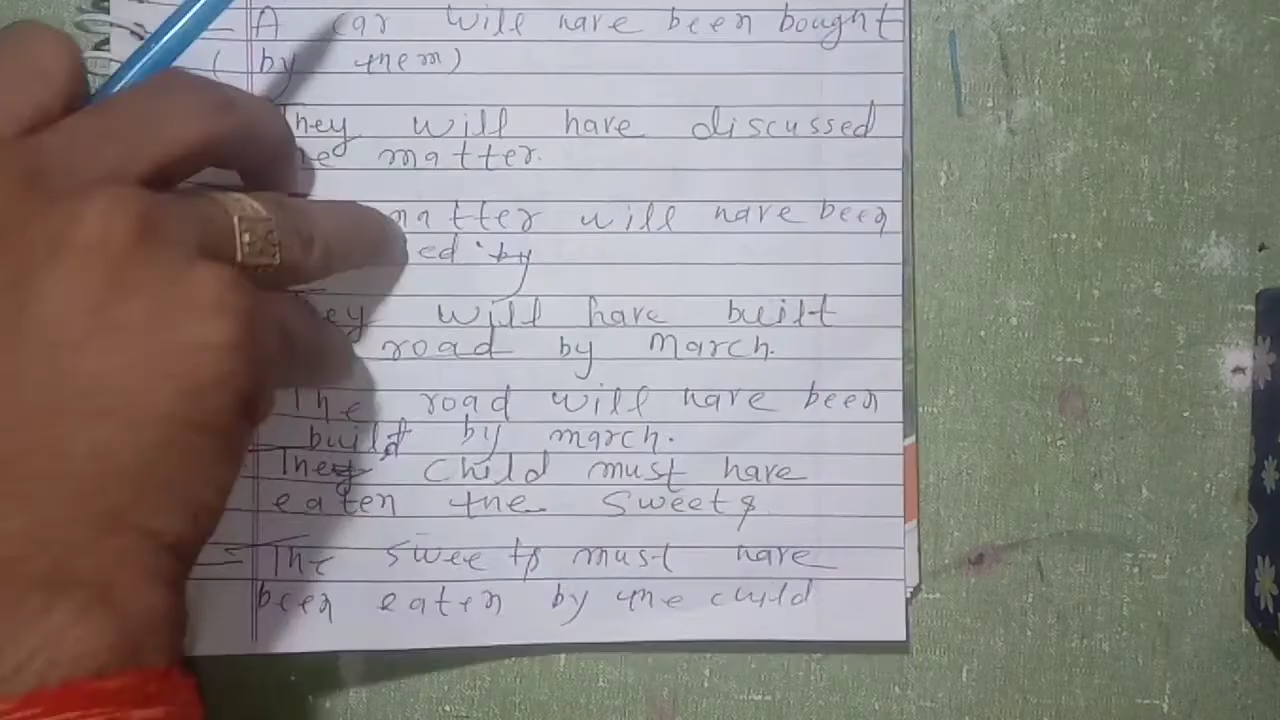 A car will have been bought
(by them)
They will have discussed
matter.
matter will have been
by
They will have built
road by March.
The road will have been
build by march.
The child must have
eaten the sweets
The sweets must have
been eaten by the child